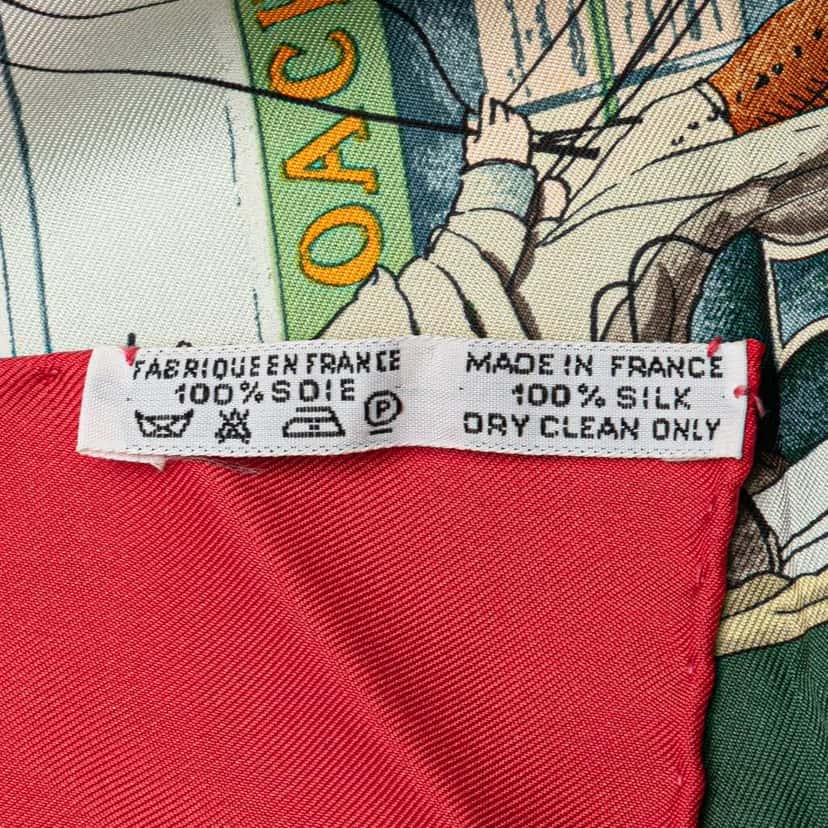 OAC
FABRIQUE EN FRANCE
100% SOIE
P
MADE IN FRANCE
100% SILK
DRY CLEAN ONLY